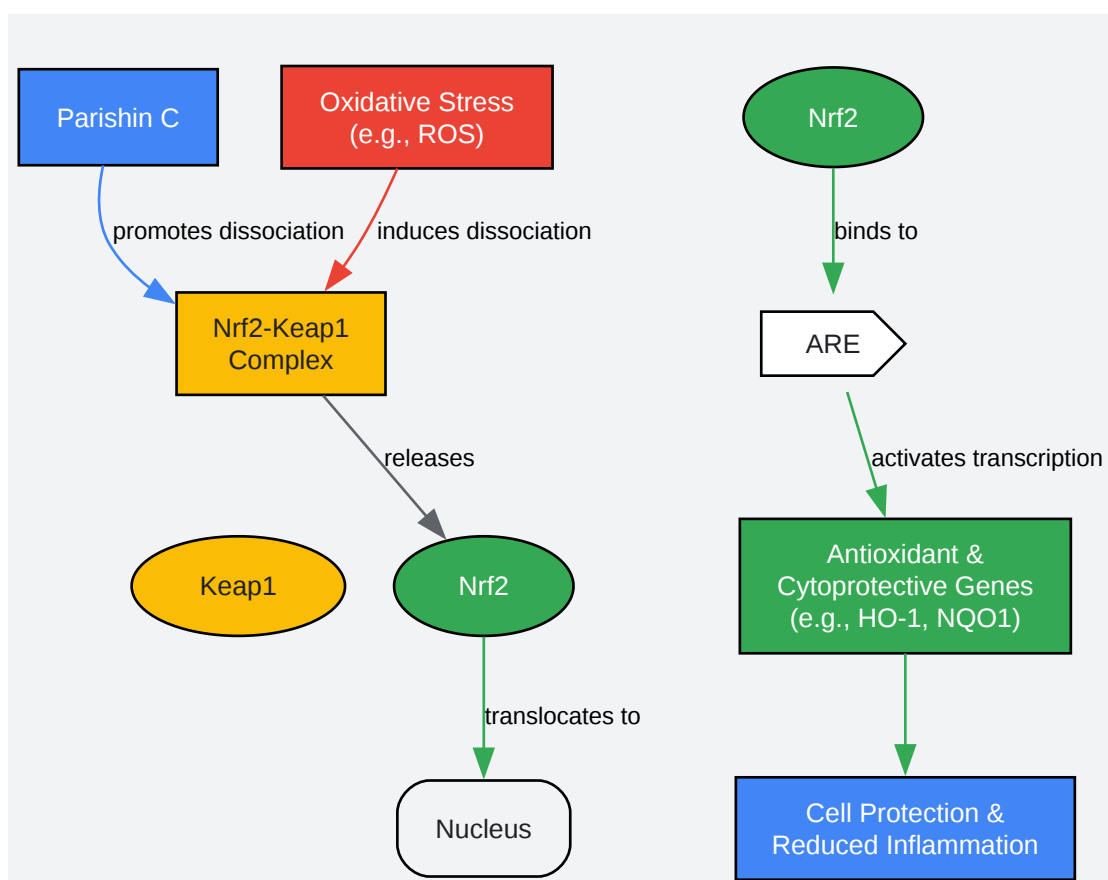 Parishin C
Oxidative Stress
(e.g., ROS)
Nrf2
promotes dissociation
induces dissociation
binds to
Nrf2-Keap1
Complex
ARE
releases
activates transcription
Keap1
Nrf2
Antioxidant &
Cytoprotective Genes
(e.g., HO-1, NQO1)
translocates to
Nucleus
Cell Protection &
Reduced Inflammation